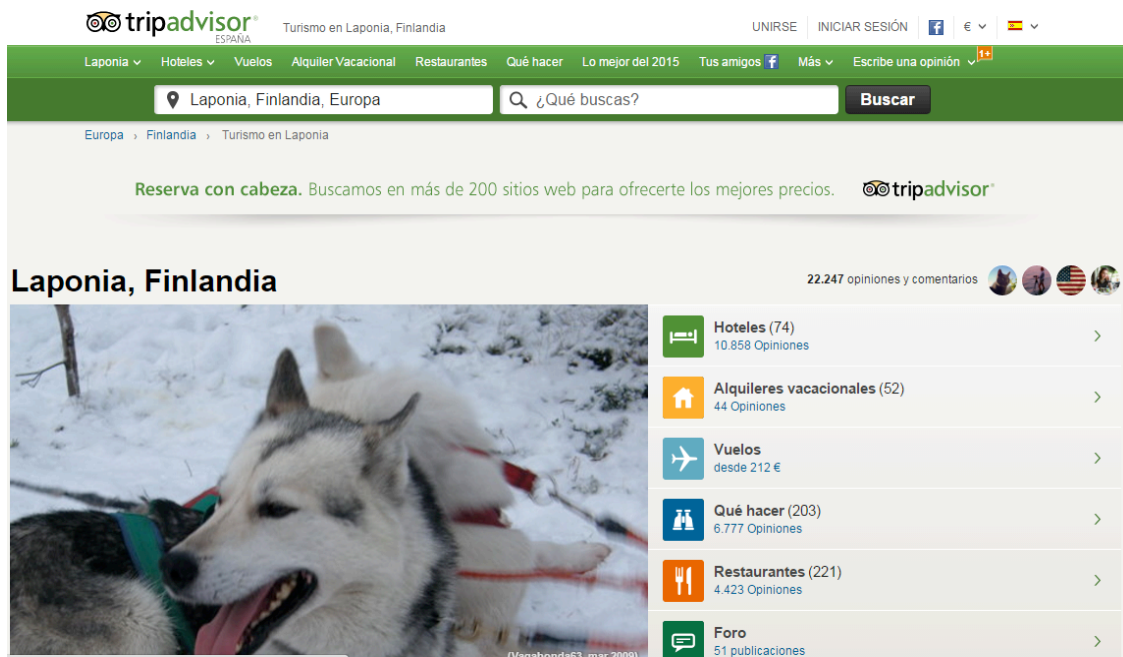 tripadvisor
ESPAÑA
Turismo en Laponia, Finlandia
UNIRSE
INICIAR SESIÓN
€
Laponia
Hoteles
Vuelos
Alquiler Vacacional
Restaurantes
Qué hacer
Lo mejor del 2015
Tus amigos
Más
Escribe una opinión
1+
Laponia, Finlandia, Europa
¿Qué buscas?
Buscar
Europa › Finlandia › Turismo en Laponia
Reserva con cabeza. Buscamos en más de 200 sitios web para ofrecerte los mejores precios.
tripadvisor
Laponia, Finlandia
22.247 opiniones y comentarios
Hoteles (74)
10.858 Opiniones
Alquileres vacacionales (52)
44 Opiniones
Vuelos
desde 212 €
Qué hacer (203)
6.777 Opiniones
Restaurantes (221)
4.423 Opiniones
Foro
51 publicaciones
(Vagabonda63, mar 2009)